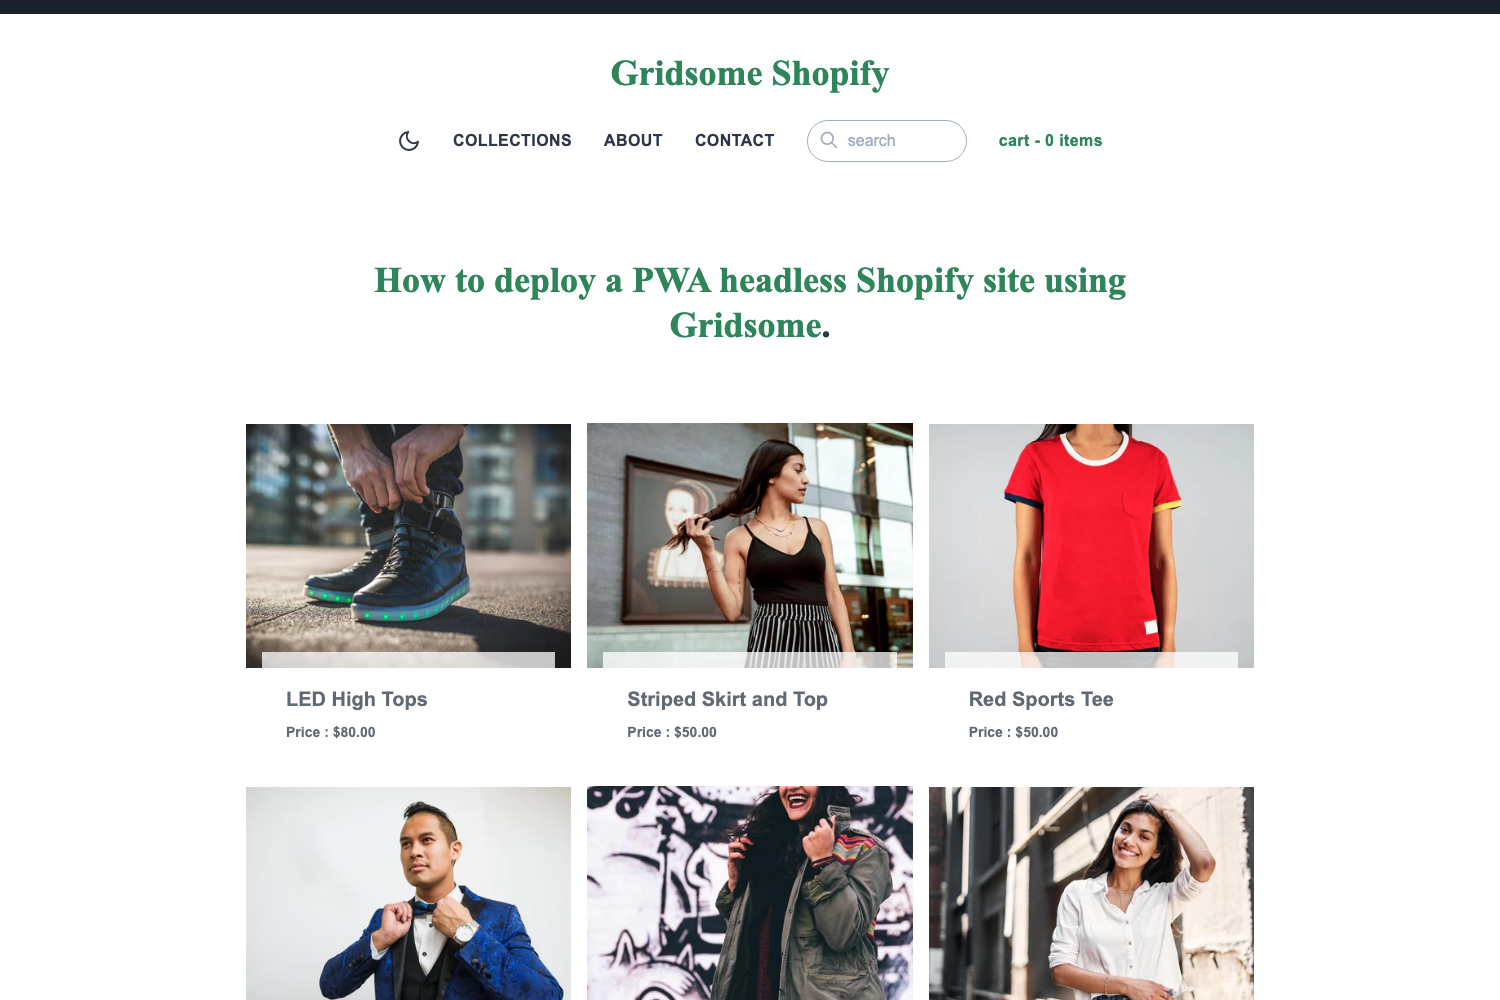 Gridsome Shopify
COLLECTIONS ABOUT CONTACT search cart - 0 items
How to deploy a PWA headless Shopify site using
Gridsome.
LED High Tops
Price : $80.00
Striped Skirt and Top
Price : $50.00
Red Sports Tee
Price : $50.00